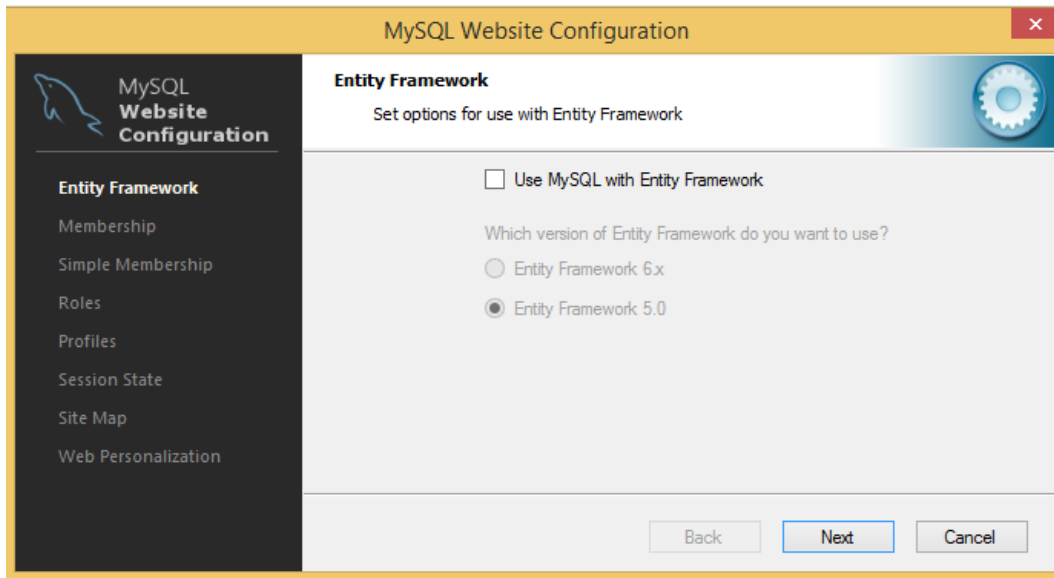 MySQL Website Configuration
MySQL
Website
Configuration
Entity Framework
Membership
Simple Membership
Roles
Profiles
Session State
Site Map
Web Personalization
Entity Framework
Set options for use with Entity Framework
Use MySQL with Entity Framework
Which version of Entity Framework do you want to use?
Entity Framework 6.x
Entity Framework 5.0
Back
Next
Cancel